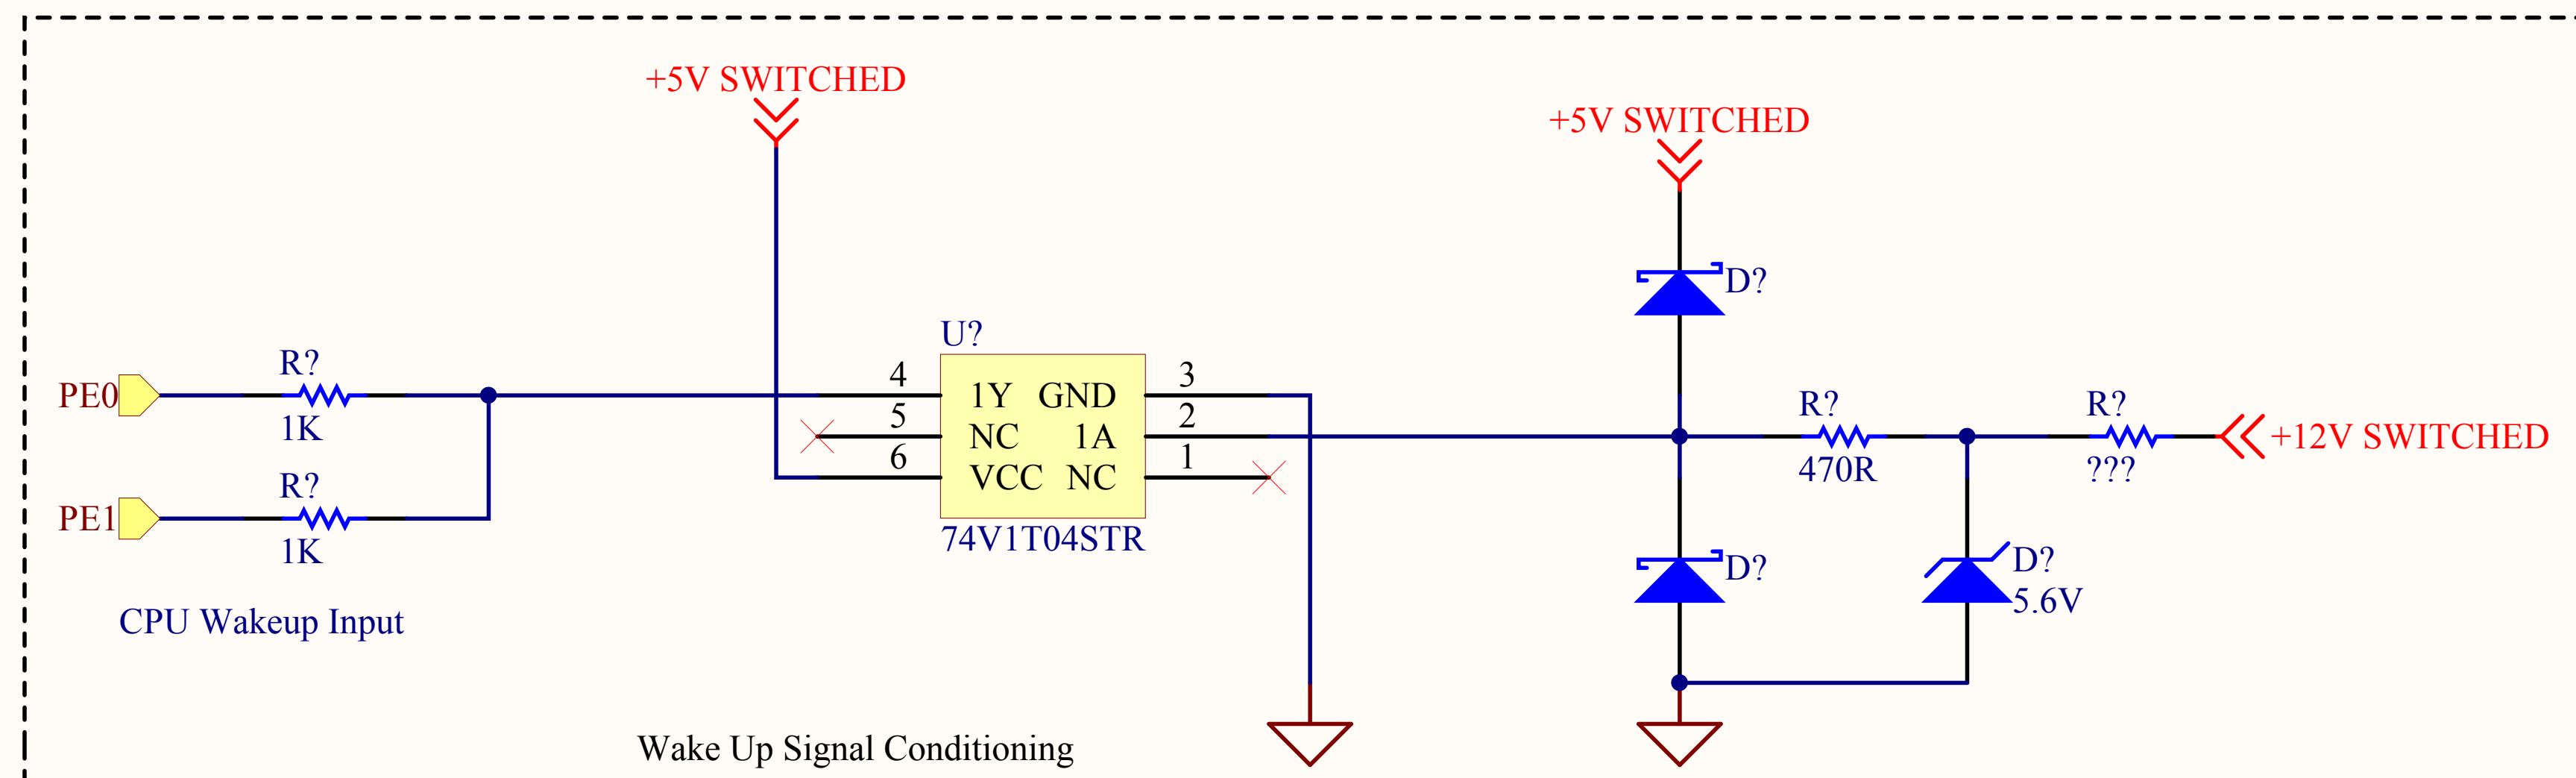 +5V SWITCHED
+5V SWITCHED
D?
U?
R?
4
3
R?
R?
PE0
1Y
GND
5
2
1K
NC
1A
+12V SWITCHED
6
1
470R
???
R?
VCC
NC
PE1
74V1T04STR
1K
D?
D?
5.6V
CPU Wakeup Input
Wake Up Signal Conditioning